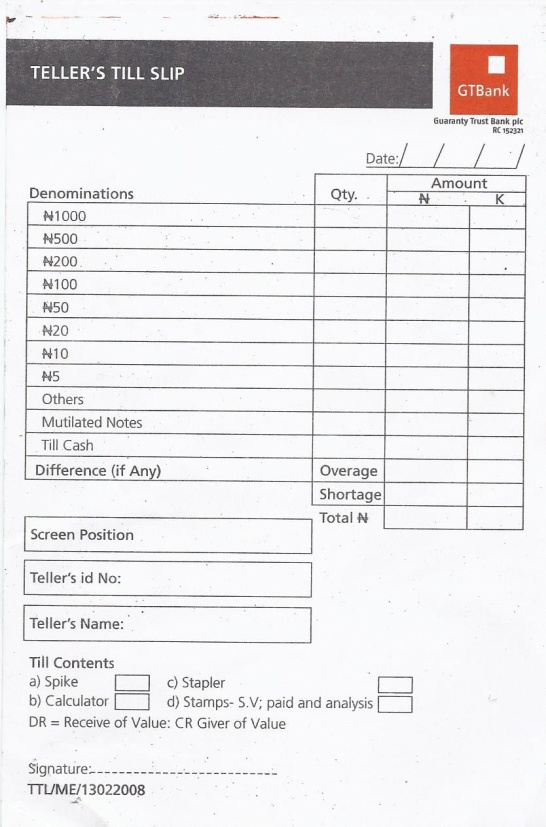 TELLER'S TILL SLIP
GTBank
Guaranty Trust Bank plc
RC 152321
Date:/ / / /
Denominations Qty. Amount
₦ K
₦1000
₦500
₦200
₦100
₦50
₦20
₦10
₦5
Others
Mutilated Notes
Till Cash
Difference (if Any) Overage
Shortage
Total ₦
Screen Position
Teller's id No:
Teller's Name:
Till Contents
a) Spike c) Stapler
b) Calculator d) Stamps- S.V; paid and analysis
DR = Receive of Value: CR Giver of Value
Signature:
TTL/ME/13022008